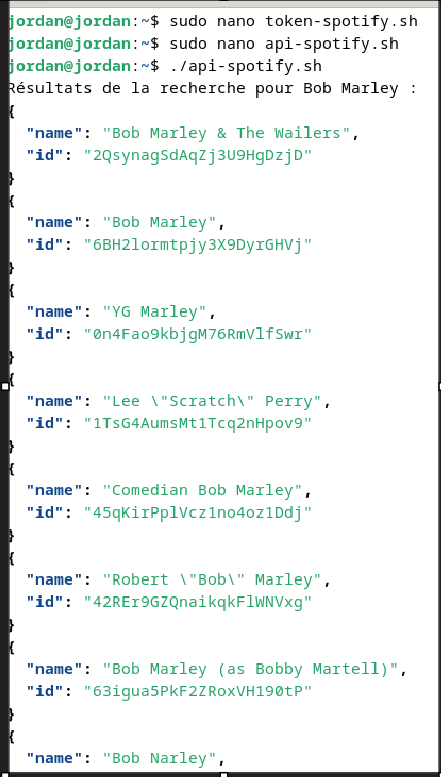 jordan@jordan:~$ sudo nano token-spotify.sh
jordan@jordan:~$ sudo nano api-spotify.sh
jordan@jordan:~$ ./api-spotify.sh
Résultats de la recherche pour Bob Marley :
{
  "name": "Bob Marley & The Wailers",
  "id": "2QsynagSdAqZj3U9HgDzjD"
}
{
  "name": "Bob Marley",
  "id": "6BH2lormtpjy3X9DyrGHVj"
}
{
  "name": "YG Marley",
  "id": "0n4Fao9kbjgM76RmVlfSwr"
}
{
  "name": "Lee \"Scratch\" Perry",
  "id": "1TsG4AumsMt1Tcq2nHpov9"
}
{
  "name": "Comedian Bob Marley",
  "id": "45qKirPplVcz1no4oz1Ddj"
}
{
  "name": "Robert \"Bob\" Marley",
  "id": "42REr9GZQnaikqkFlWNVxg"
}
{
  "name": "Bob Marley (as Bobby Martell)",
  "id": "63igua5PkF2ZRoxVH190tP"
}
{
  "name": "Bob Narley",